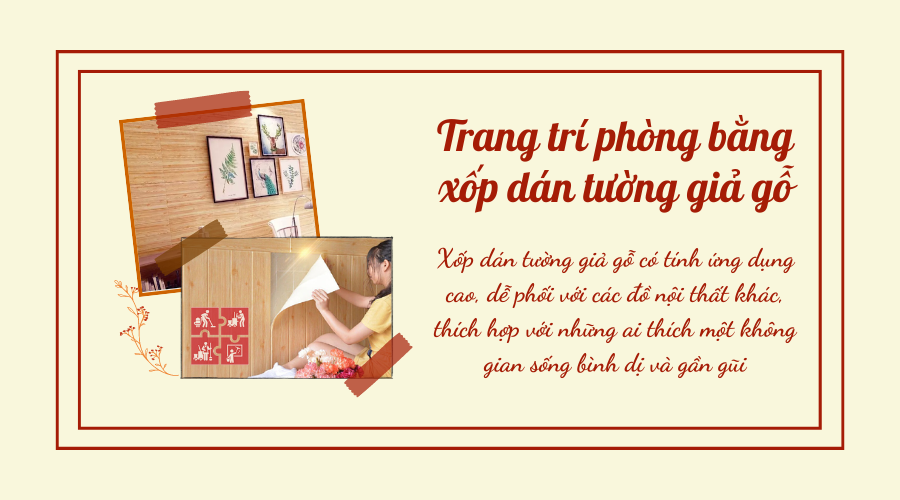 Trang trí phòng bằng
xốp dán tường giả gỗ
Xốp dán tường giả gỗ có tính ứng dụng
cao, dễ phối với các đồ nội thất khác,
thích hợp với những ai thích một không
gian sống bình dị và gần gũi